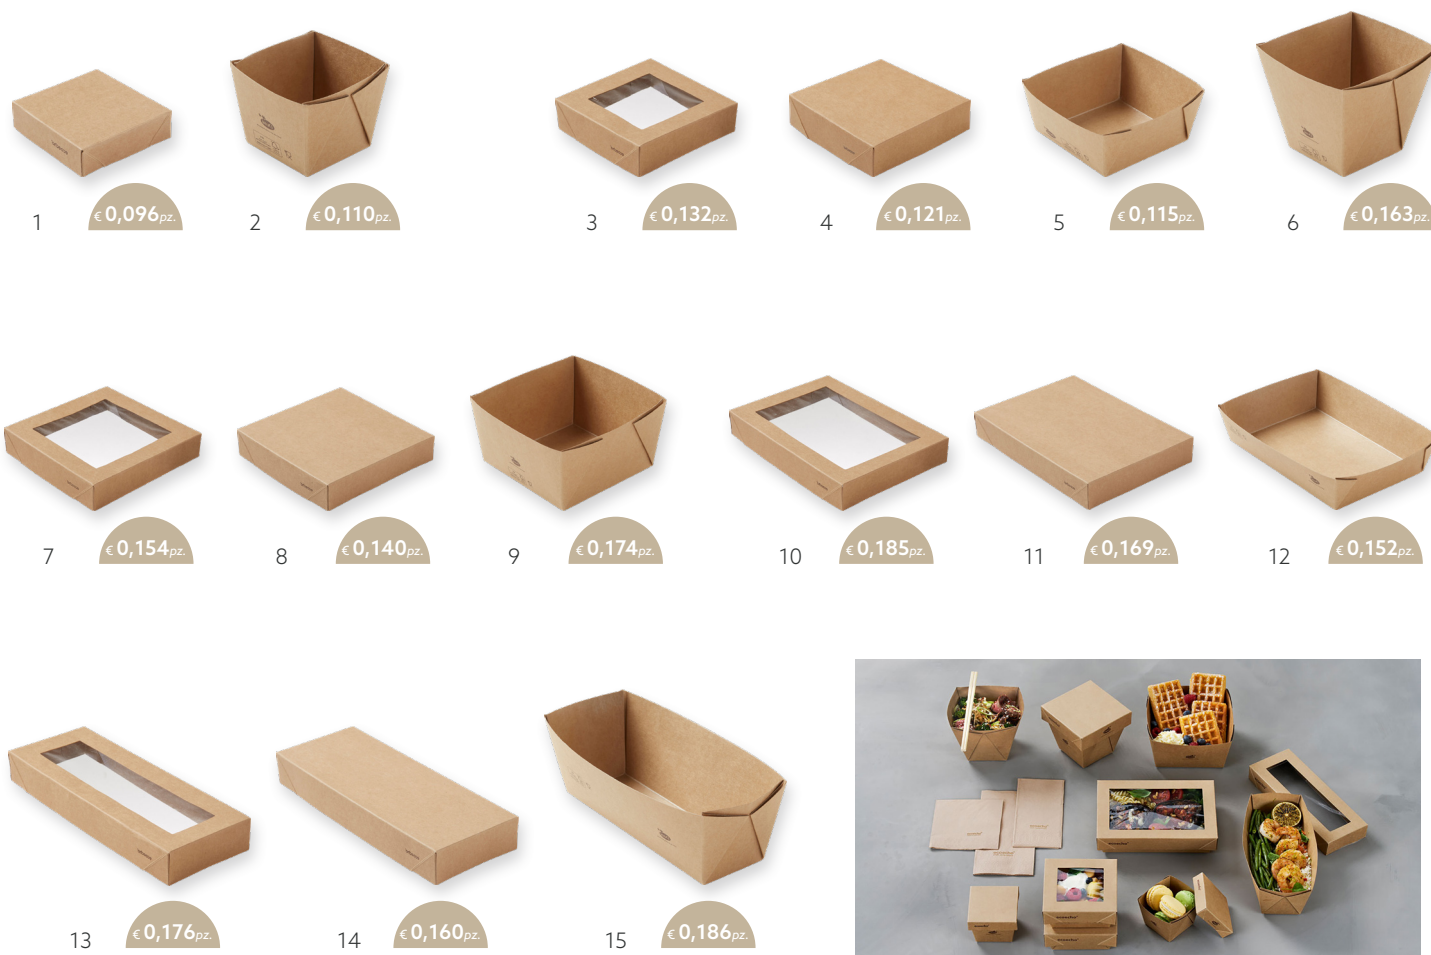 1
€ 0,096pz.
2
€ 0,110pz.
3
€ 0,132pz.
4
€ 0,121pz.
5
€ 0,115pz.
6
€ 0,163pz.
7
€ 0,154pz.
8
€ 0,140pz.
9
€ 0,174pz.
10
€ 0,185pz.
11
€ 0,169pz.
12
€ 0,152pz.
13
€ 0,176pz.
14
€ 0,160pz.
15
€ 0,186pz.